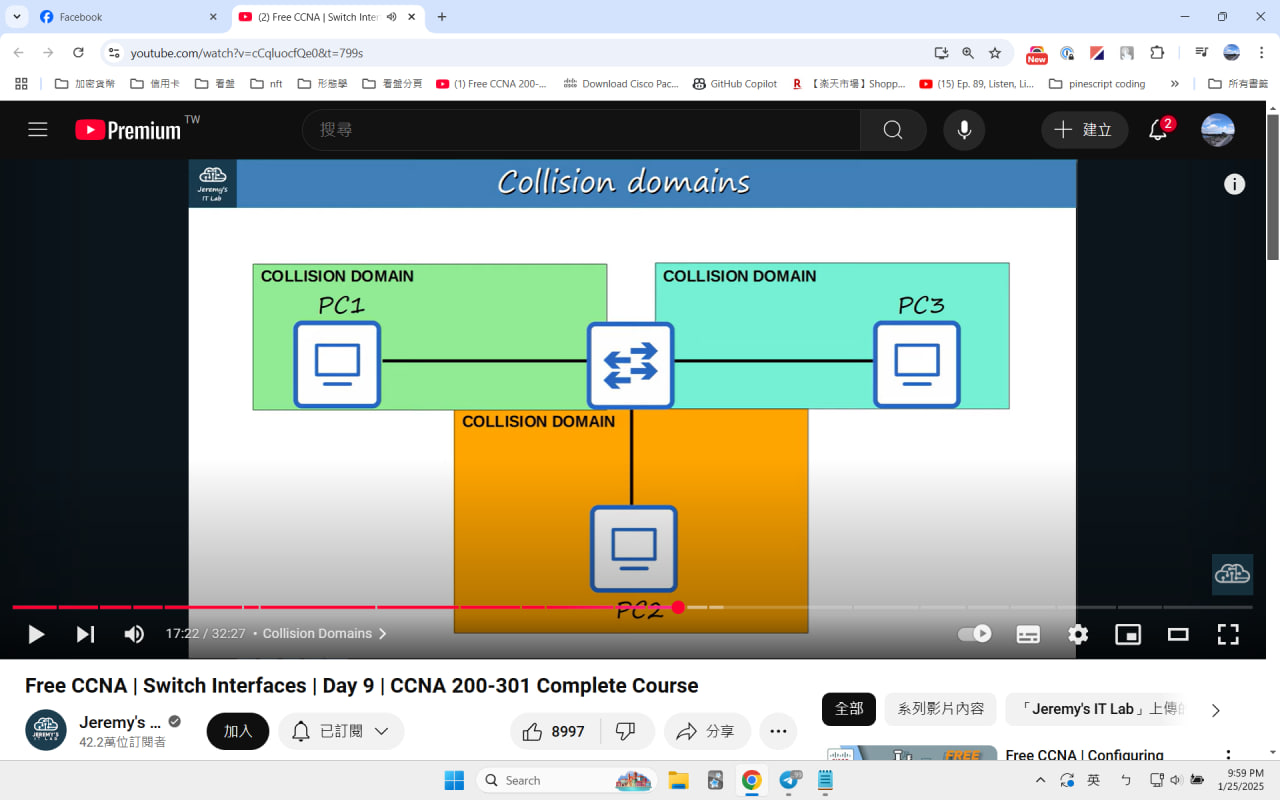 Facebook
(2) Free CCNA | Switch Inter
youtube.com/watch?v=cCqluocfQe0&t=799s
New
加密貨幣
信用卡
看盤
nft
形態學
看盤分頁
(1) Free CCNA 200-...
Download Cisco Pac...
GitHub Copilot
【楽天市場】Shopp...
(15) Ep. 89, Listen, Li...
pinescript coding
所有書籤
Premium TW
搜尋
建立
2
Jeremy's
IT Lab
Collision domains
COLLISION DOMAIN
PC1
COLLISION DOMAIN
PC3
COLLISION DOMAIN
PC2
17:22 / 32:27 • Collision Domains
Free CCNA | Switch Interfaces | Day 9 | CCNA 200-301 Complete Course
JEREMY'S
IT LAB
Jeremy's ...
42.2萬位訂閱者
加入
已訂閱
8997
分享
全部
系列影片內容
「Jeremy's IT Lab」上傳的
FREE
Free CCNA | Configuring
Search
英
9:59 PM
1/25/2025